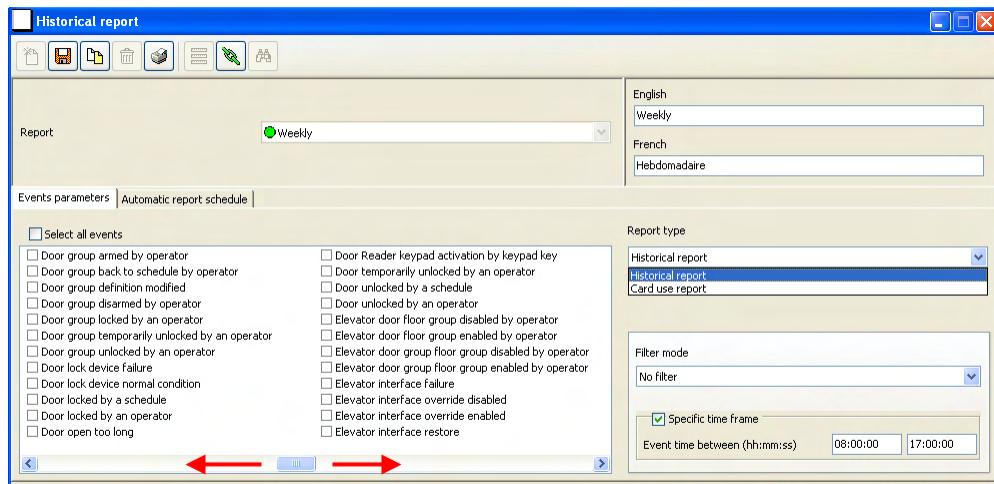 Historical report
English
Weekly
Report
Weekly
French
Hebdomadaire
Events parameters
Automatic report schedule
Select all events
Door group armed by operator
Door group back to schedule by operator
Door group definition modified
Door group disarmed by operator
Door group locked by an operator
Door group temporarily unlocked by an operator
Door group unlocked by an operator
Door lock device failure
Door lock device normal condition
Door locked by a schedule
Door locked by an operator
Door open too long
Door Reader keypad activation by keypad key
Door temporarily unlocked by an operator
Door unlocked by a schedule
Door unlocked by an operator
Elevator door floor group disabled by operator
Elevator door floor group enabled by operator
Elevator door group floor group disabled by operator
Elevator door group floor group enabled by operator
Elevator interface failure
Elevator interface override disabled
Elevator interface override enabled
Elevator interface restore
Report type
Historical report
Historical report
Card use report
Filter mode
No filter
Specific time frame
Event time between (hh:mm:ss) 08:00:00 17:00:00